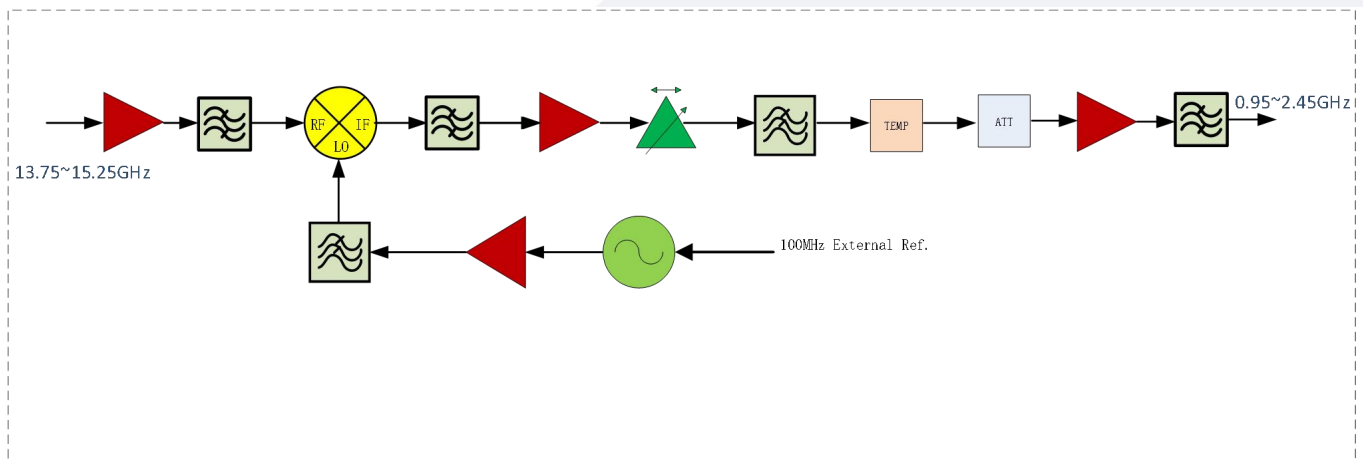 0.95~2.45GHz
RF IF
LO
TEMP
ATT
13.75~15.25GHz
100MHz External Ref.